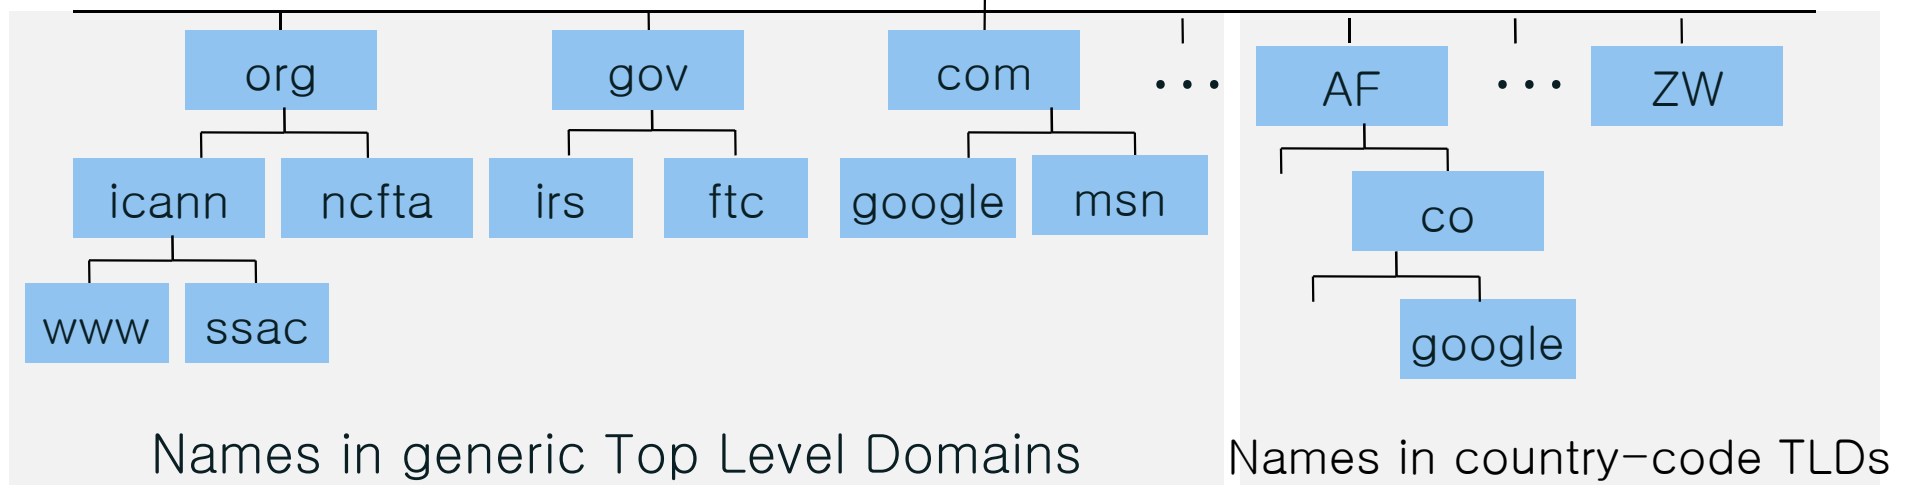 org gov com ... AF ... ZW
icann ncfta irs ftc google msn co
www ssac google
Names in generic Top Level Domains Names in country-code TLDs